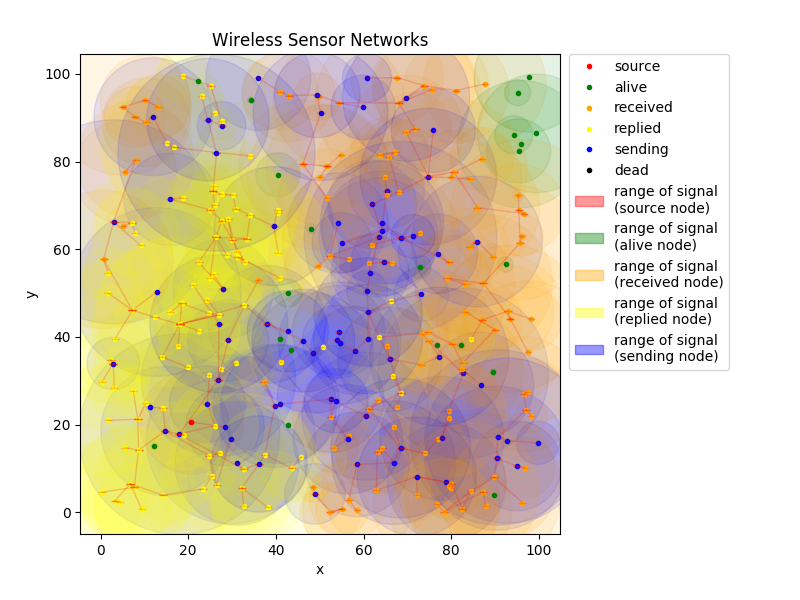 Wireless Sensor Networks
100
80
60
40
20
0
y
0 20 40 60 80 100
x
source
alive
received
replied
sending
dead
range of signal
(source node)
range of signal
(alive node)
range of signal
(received node)
range of signal
(replied node)
range of signal
(sending node)